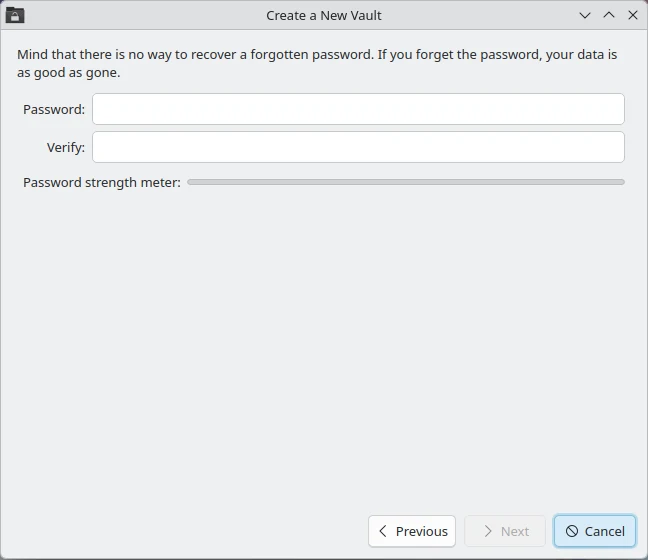 Create a New Vault
Mind that there is no way to recover a forgotten password. If you forget the password, your data is
as good as gone.
Password:
Verify:
Password strength meter:
Previous Next Cancel